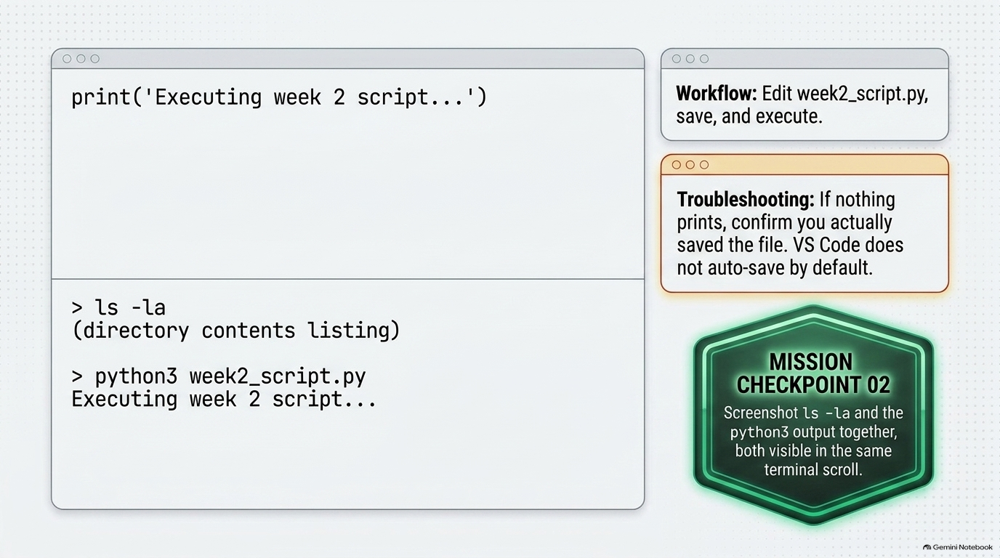 print('Executing week 2 script...')
> ls -la
(directory contents listing)
> python3 week2_script.py
Executing week 2 script...
Workflow: Edit week2_script.py,
save, and execute.
Troubleshooting: If nothing
prints, confirm you actually
saved the file. VS Code does
not auto-save by default.
MISSION
CHECKPOINT 02
Screenshot ls -la and the
python3 output together,
both visible in the same
terminal scroll.
Gemini Notebook